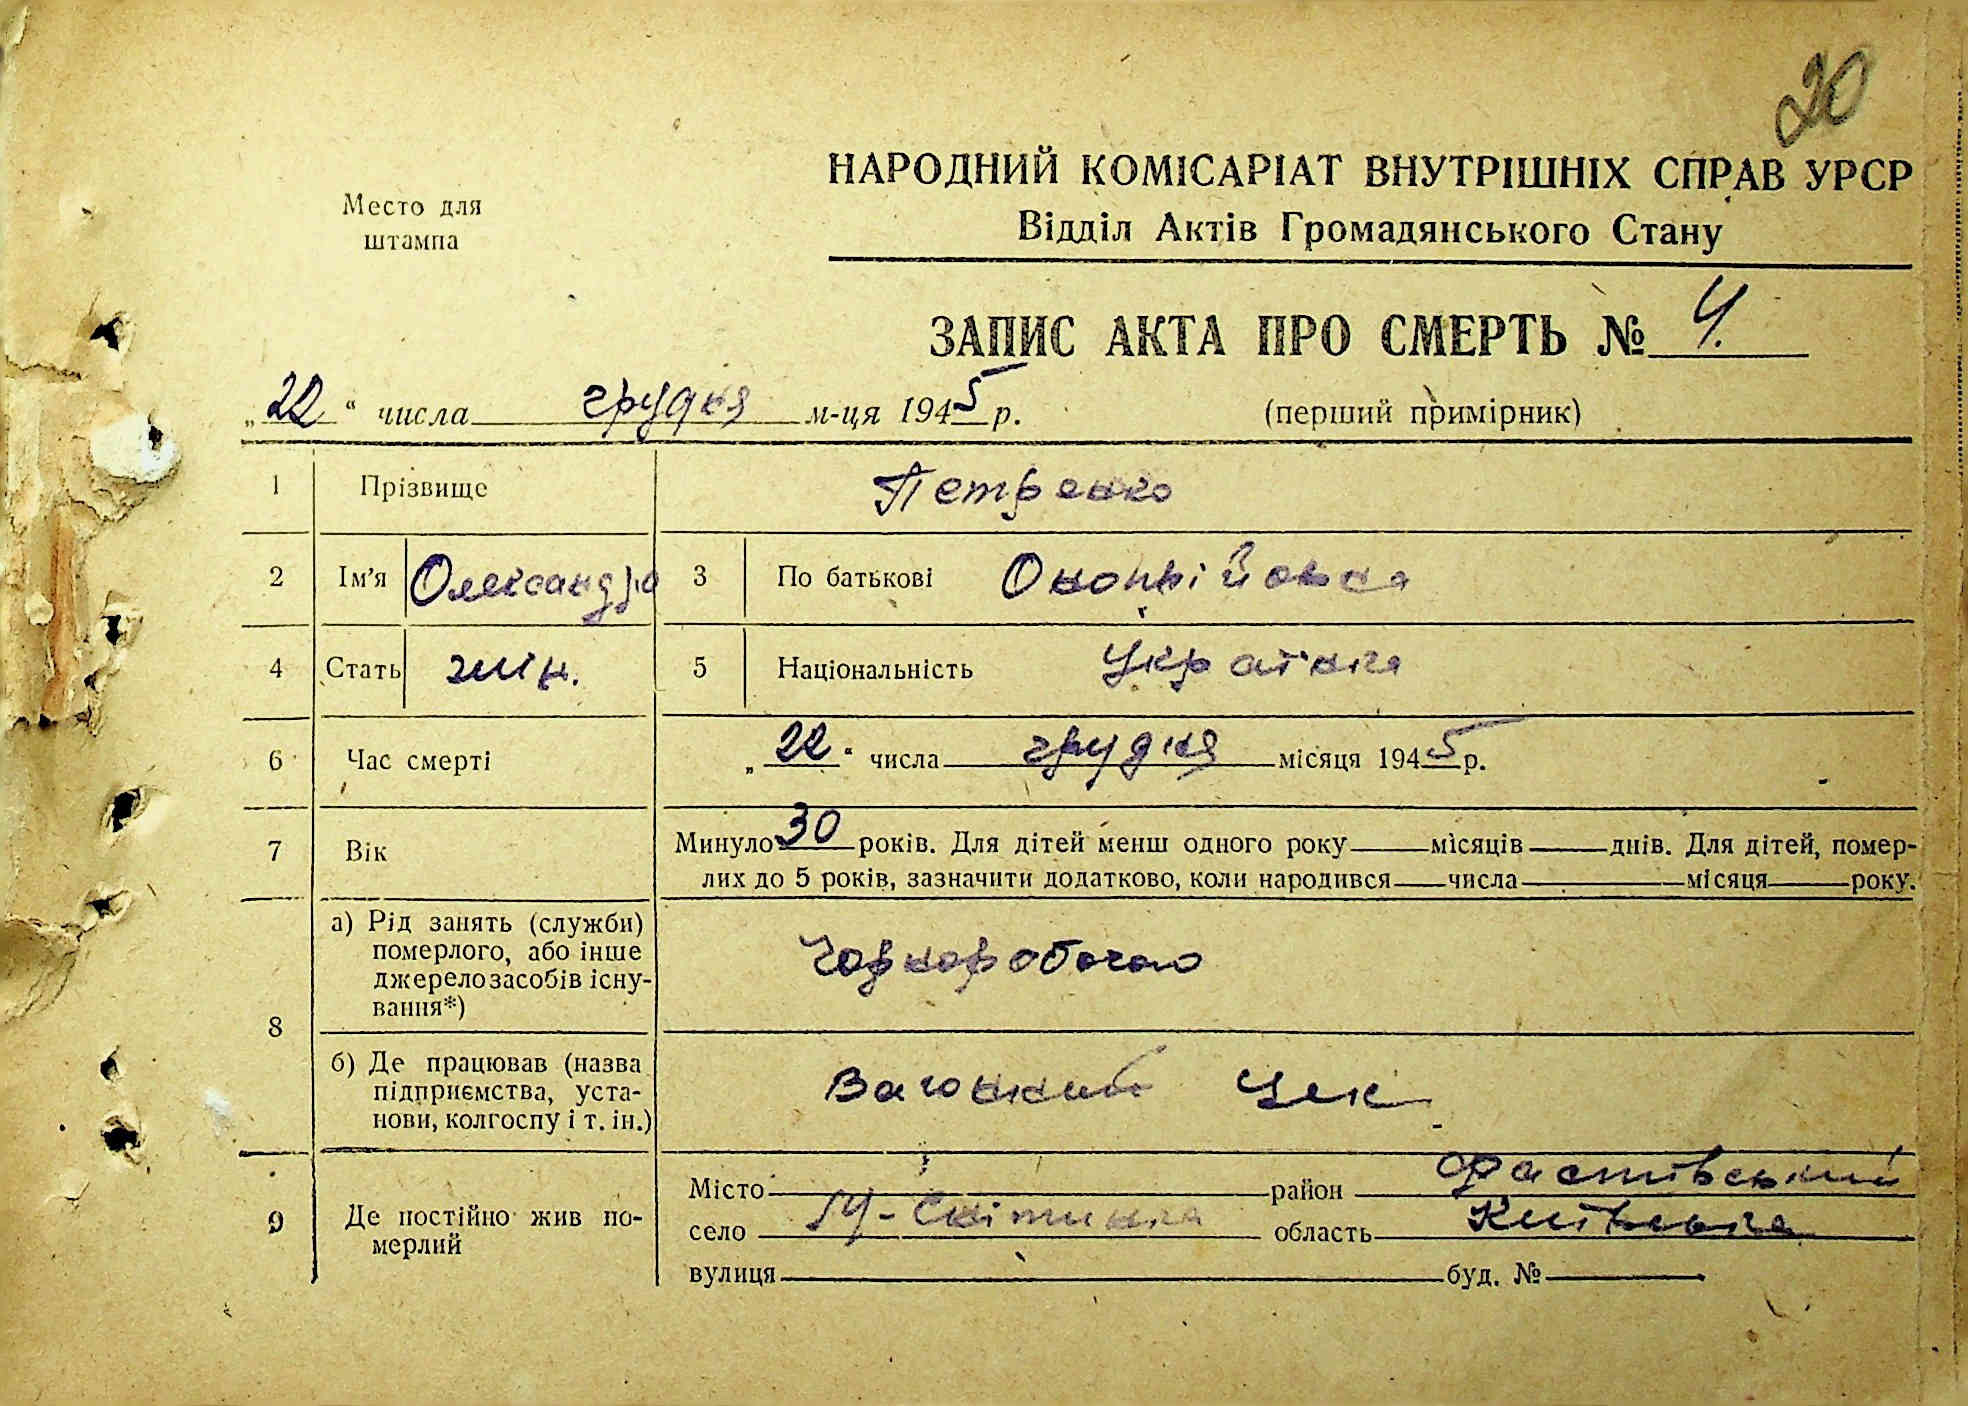 20
НАРОДНИЙ КОМІСАРІАТ ВНУТРІШНІХ СПРАВ УРСР
Место для
штампа
Відділ Актів Громадянського Стану
ЗАПИС АКТА ПРО СМЕРТЬ № 4.
„22“ числа грудня м-ця 1945 р.
(перший примірник)
1 Прізвище Петренко
2 Ім'я Олександра 3 По батькові
4 Стать жін. 5 Національність Українка
6 Час смерті „22“ числа грудня місяця 1945 р.
7 Вік Минуло 30 років. Для дітей менш одного року місяців днів. Для дітей, помер-
лих до 5 років, зазначити додатково, коли народився числа місяця року.
8 а) Рід занять (служби)
померлого, або інше
джерело засобів існу-
вання*)
Чорноробочою
б) Де працював (назва
підприємства, уста-
нови, колгоспу і т. ін.)
Вагонний Цех
9 Де постійно жив по-
мерлий
Місто район Фастівський
село М-Снітинка область Київська
вулиця буд. №